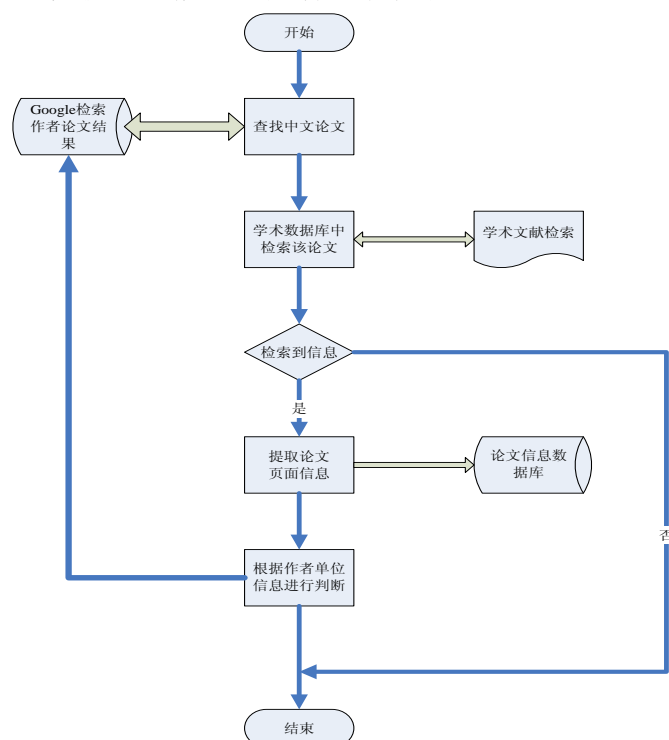 开始
Google检索
作者论文结
果
查找中文论文
学术数据库中
检索该论文
学术文献检索
检索到信息
是
提取论文
页面信息
论文信息数
据库
否
根据作者单位
信息进行判断
结束